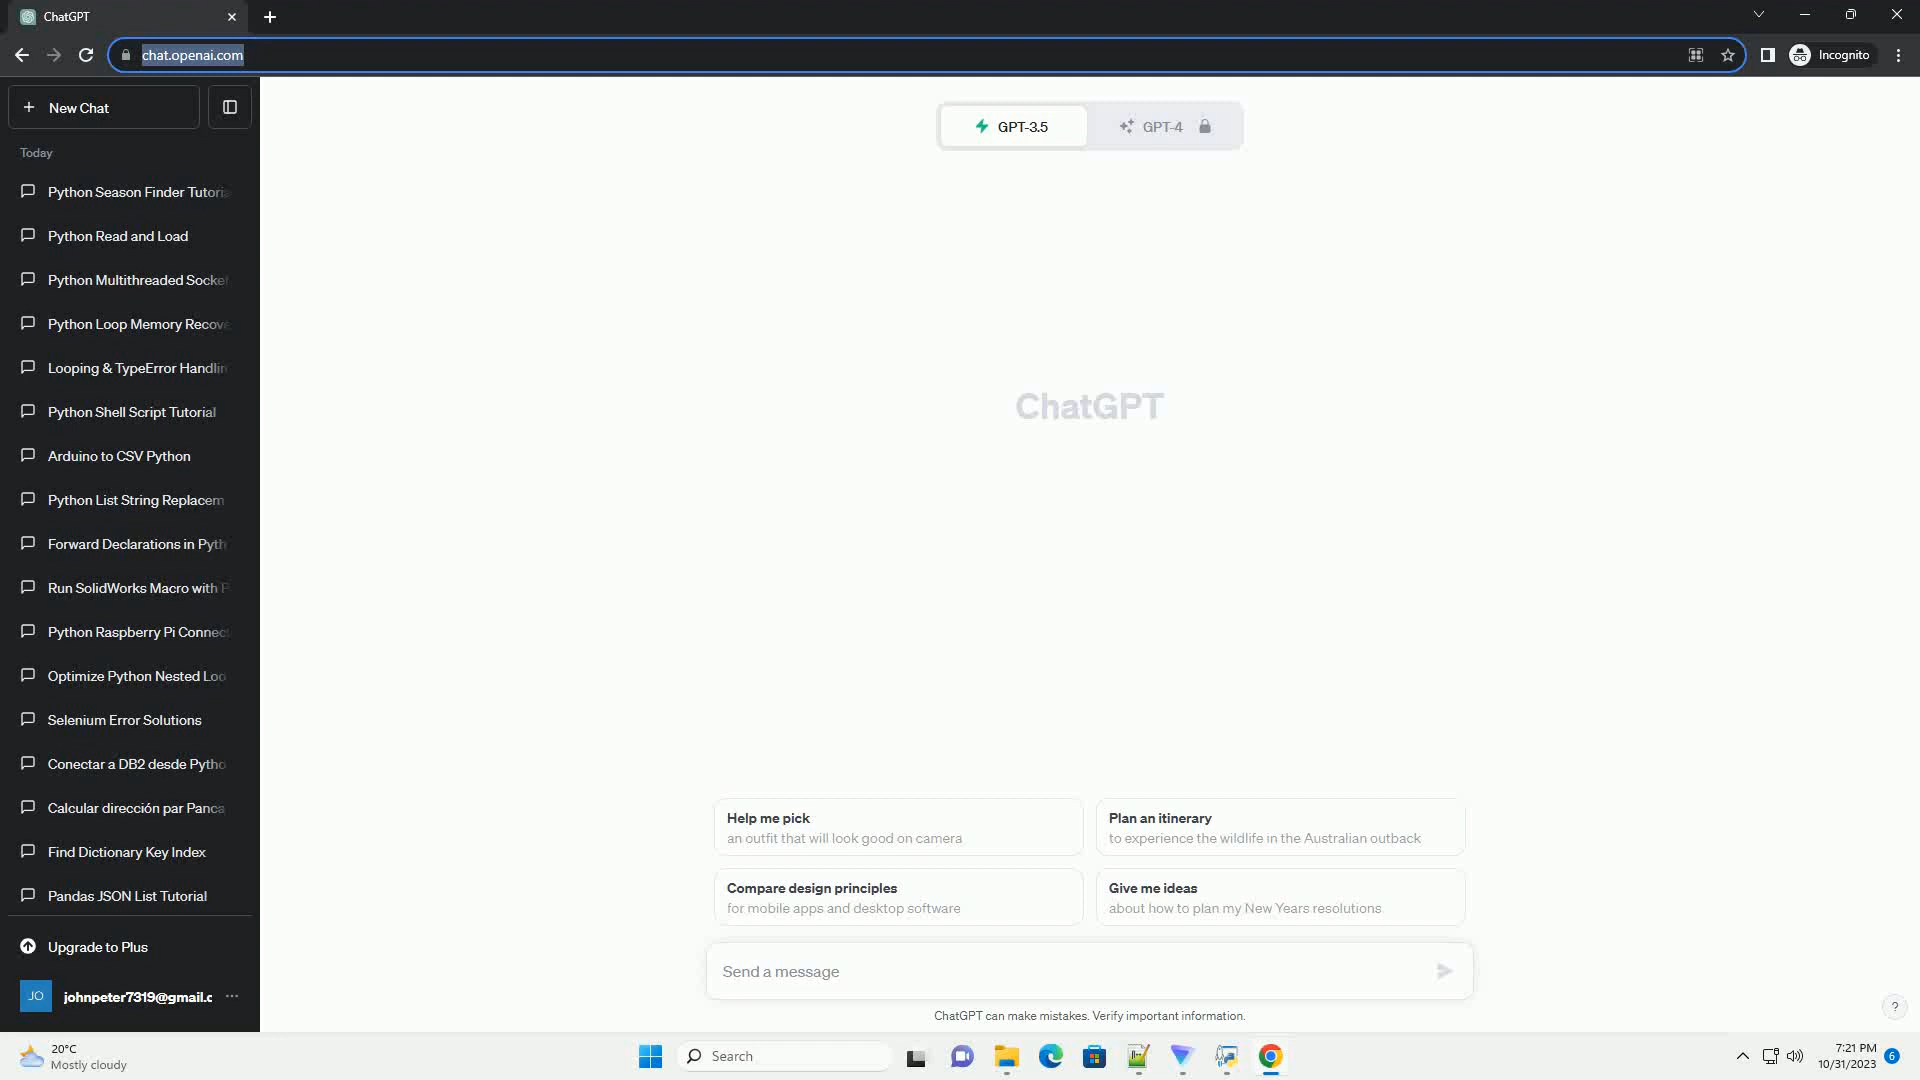 ChatGPT
chat.openai.com
Incognito
New Chat
GPT-3.5
GPT-4
Today
Python Season Finder Tutoria
Python Read and Load
Python Multithreaded Socket
Python Loop Memory Recove
Looping & TypeError Handlin
Python Shell Script Tutorial
Arduino to CSV Python
Python List String Replacem
Forward Declarations in Pyth
Run SolidWorks Macro with P
Python Raspberry Pi Connect
Optimize Python Nested Loo
Selenium Error Solutions
Conectar a DB2 desde Pytho
Calcular dirección par Panca
Find Dictionary Key Index
Pandas JSON List Tutorial
Upgrade to Plus
JO
johnpeter7319@gmail.c
ChatGPT
Help me pick
an outfit that will look good on camera
Plan an itinerary
to experience the wildlife in the Australian outback
Compare design principles
for mobile apps and desktop software
Give me ideas
about how to plan my New Years resolutions
Send a message
ChatGPT can make mistakes. Verify important information.
?
20°C
Mostly cloudy
Search
7:21 PM
10/31/2023
6